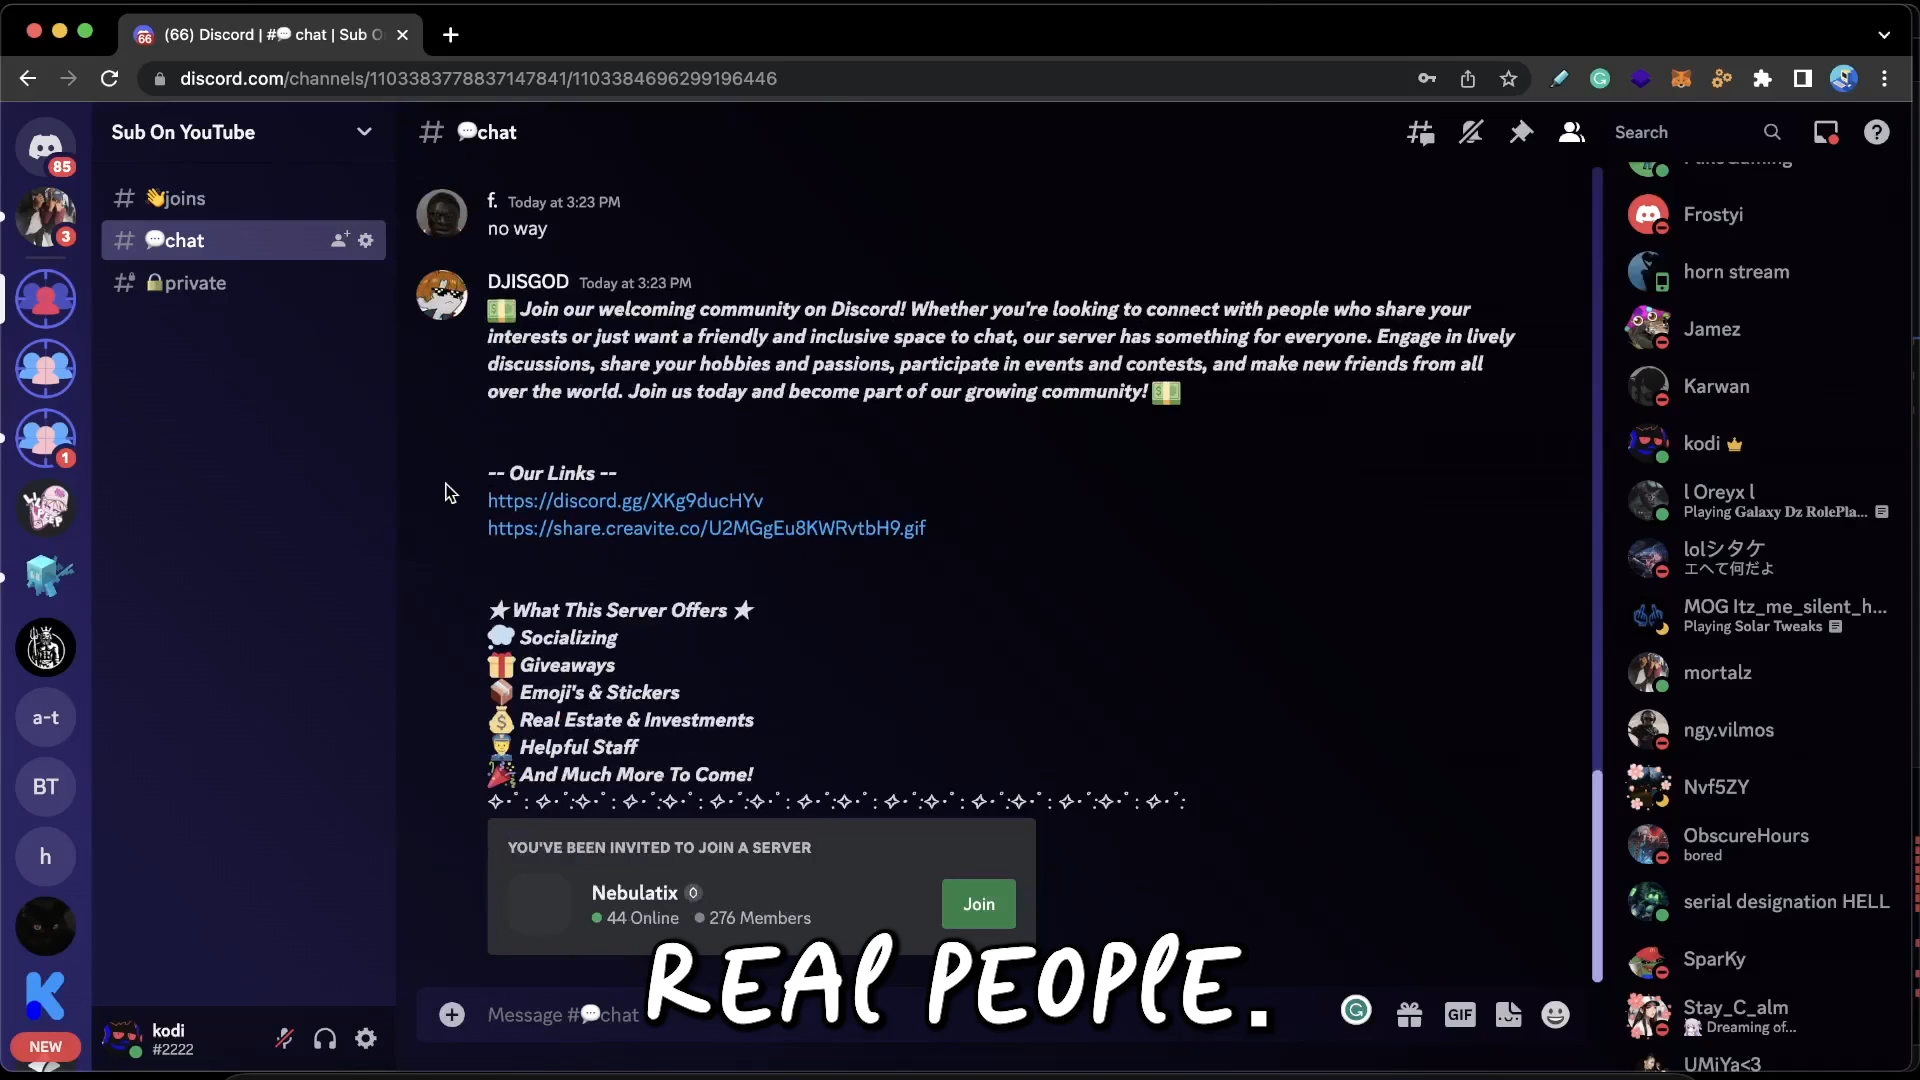 (66) Discord | #💬 chat | Sub O
discord.com/channels/1103383778837147841/1103384696299196446
Sub On YouTube
💬chat
Search
85
3
1
a-t
BT
h
NEW
👋joins
💬chat
🔒private
kodi
#2222
f. Today at 3:23 PM
no way
DJISGOD Today at 3:23 PM
💵 Join our welcoming community on Discord! Whether you're looking to connect with people who share your
interests or just want a friendly and inclusive space to chat, our server has something for everyone. Engage in lively
discussions, share your hobbies and passions, participate in events and contests, and make new friends from all
over the world. Join us today and become part of our growing community! 💵
-- Our Links --
https://discord.gg/XKg9ducHYv
https://share.creavite.co/U2MGgEu8KWRvtbH9.gif
★What This Server Offers ★
💭 Socializing
🎁 Giveaways
📦 Emoji's & Stickers
💰 Real Estate & Investments
👮 Helpful Staff
🎉 And Much More To Come!
YOU'VE BEEN INVITED TO JOIN A SERVER
Nebulatix
44 Online 276 Members
Join
REAL PEOPLE.
Message #💬chat
GIF
Frostyi
horn stream
Jamez
Karwan
kodi
l Oreyx l
Playing Galaxy Dz RolePla...
lolシタケ
エへて何だよ
MOG Itz_me_silent_h...
Playing Solar Tweaks
mortalz
ngy.vilmos
Nvf5ZY
ObscureHours
bored
serial designation HELL
SparKy
Stay_C_alm
Dreaming of...
UMiYa<3